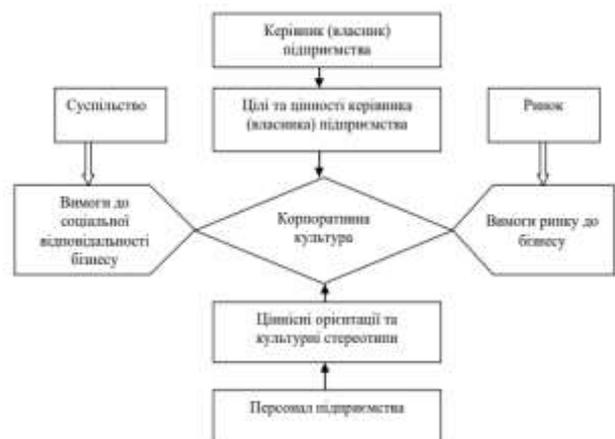 Керівник (власник)
підприємства
Суспільство
Цілі та цінності керівника
(власника) підприємства
Ринок
Вимоги до
соціальної
відповідальності
бізнесу
Корпоративна
культура
Вимоги ринку до
бізнесу
Ціннісні орієнтації та
культурні стереотипи
Персонал підприємства